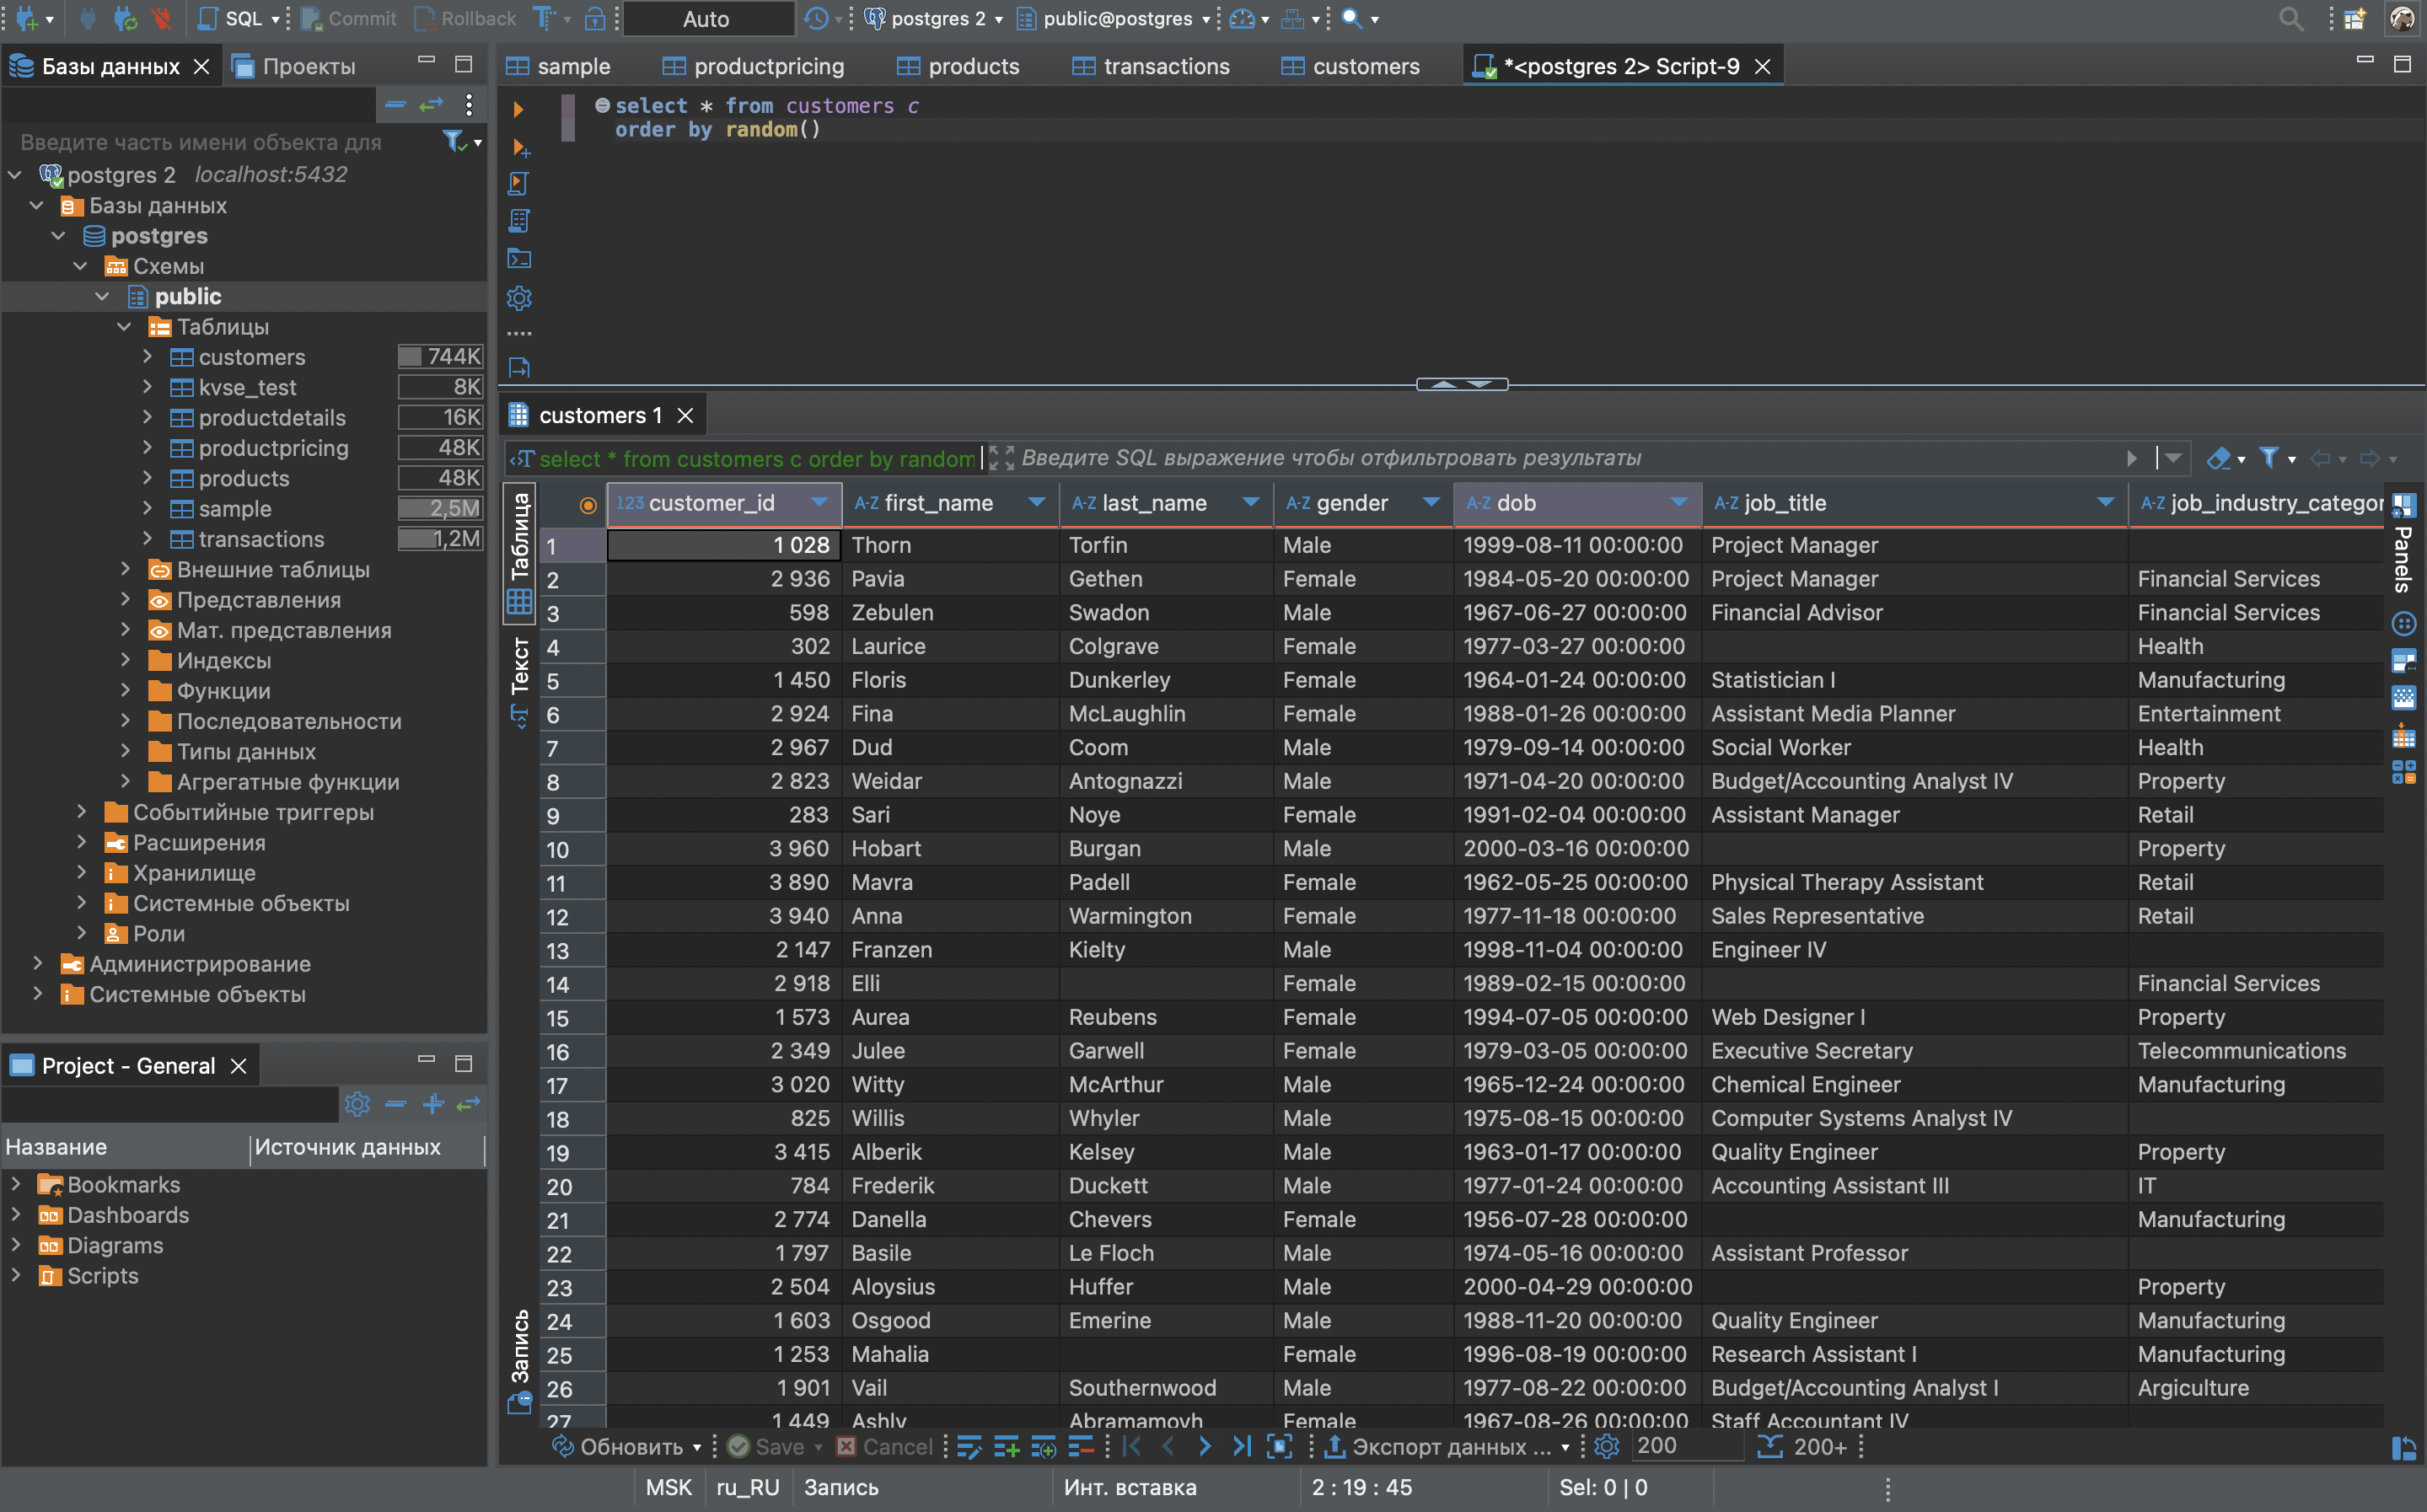 SQL Commit Rollback Auto postgres 2 public@postgres
Базы данных Проекты
Введите часть имени объекта для
postgres 2 localhost:5432
Базы данных
postgres
Схемы
public
Таблицы
customers 744K
kvse_test 8K
productdetails 16K
productpricing 48K
products 48K
sample 2,5M
transactions 1,2M
Внешние таблицы
Представления
Мат. представления
Индексы
Функции
Последовательности
Типы данных
Агрегатные функции
Событийные триггеры
Расширения
Хранилище
Системные объекты
Роли
Администрирование
Системные объекты
Project - General
Название Источник данных
Bookmarks
Dashboards
Diagrams
Scripts
sample productpricing products transactions customers *<postgres 2> Script-9
select * from customers c
order by random()
customers 1
select * from customers c order by random Введите SQL выражение чтобы отфильтровать результаты
Таблица
Текст
Запись
Panels
123 customer_id A-Z first_name A-Z last_name A-Z gender A-Z dob A-Z job_title A-Z job_industry_categor
1 1 028 Thorn Torfin Male 1999-08-11 00:00:00 Project Manager
2 2 936 Pavia Gethen Female 1984-05-20 00:00:00 Project Manager Financial Services
3 598 Zebulen Swadon Male 1967-06-27 00:00:00 Financial Advisor Financial Services
4 302 Laurice Colgrave Female 1977-03-27 00:00:00 Health
5 1 450 Floris Dunkerley Female 1964-01-24 00:00:00 Statistician I Manufacturing
6 2 924 Fina McLaughlin Female 1988-01-26 00:00:00 Assistant Media Planner Entertainment
7 2 967 Dud Coom Male 1979-09-14 00:00:00 Social Worker Health
8 2 823 Weidar Antognazzi Male 1971-04-20 00:00:00 Budget/Accounting Analyst IV Property
9 283 Sari Noye Female 1991-02-04 00:00:00 Assistant Manager Retail
10 3 960 Hobart Burgan Male 2000-03-16 00:00:00 Property
11 3 890 Mavra Padell Female 1962-05-25 00:00:00 Physical Therapy Assistant Retail
12 3 940 Anna Warmington Female 1977-11-18 00:00:00 Sales Representative Retail
13 2 147 Franzen Kielty Male 1998-11-04 00:00:00 Engineer IV
14 2 918 Elli Female 1989-02-15 00:00:00 Financial Services
15 1 573 Aurea Reubens Female 1994-07-05 00:00:00 Web Designer I Property
16 2 349 Julee Garwell Female 1979-03-05 00:00:00 Executive Secretary Telecommunications
17 3 020 Witty McArthur Male 1965-12-24 00:00:00 Chemical Engineer Manufacturing
18 825 Willis Whyler Male 1975-08-15 00:00:00 Computer Systems Analyst IV
19 3 415 Alberik Kelsey Male 1963-01-17 00:00:00 Quality Engineer Property
20 784 Frederik Duckett Male 1977-01-24 00:00:00 Accounting Assistant III IT
21 2 774 Danella Chevers Female 1956-07-28 00:00:00 Manufacturing
22 1 797 Basile Le Floch Male 1974-05-16 00:00:00 Assistant Professor
23 2 504 Aloysius Huffer Male 2000-04-29 00:00:00 Property
24 1 603 Osgood Emerine Male 1988-11-20 00:00:00 Quality Engineer Manufacturing
25 1 253 Mahalia Female 1996-08-19 00:00:00 Research Assistant I Manufacturing
26 1 901 Vail Southernwood Male 1977-08-22 00:00:00 Budget/Accounting Analyst I Argiculture
27 1 449 Ashly Abramamovh Female 1967-08-26 00:00:00 Staff Accountant IV
Обновить Save Cancel Экспорт данных ... 200 200+
MSK ru_RU Запись Инт. вставка 2 : 19 : 45 Sel: 0 | 0